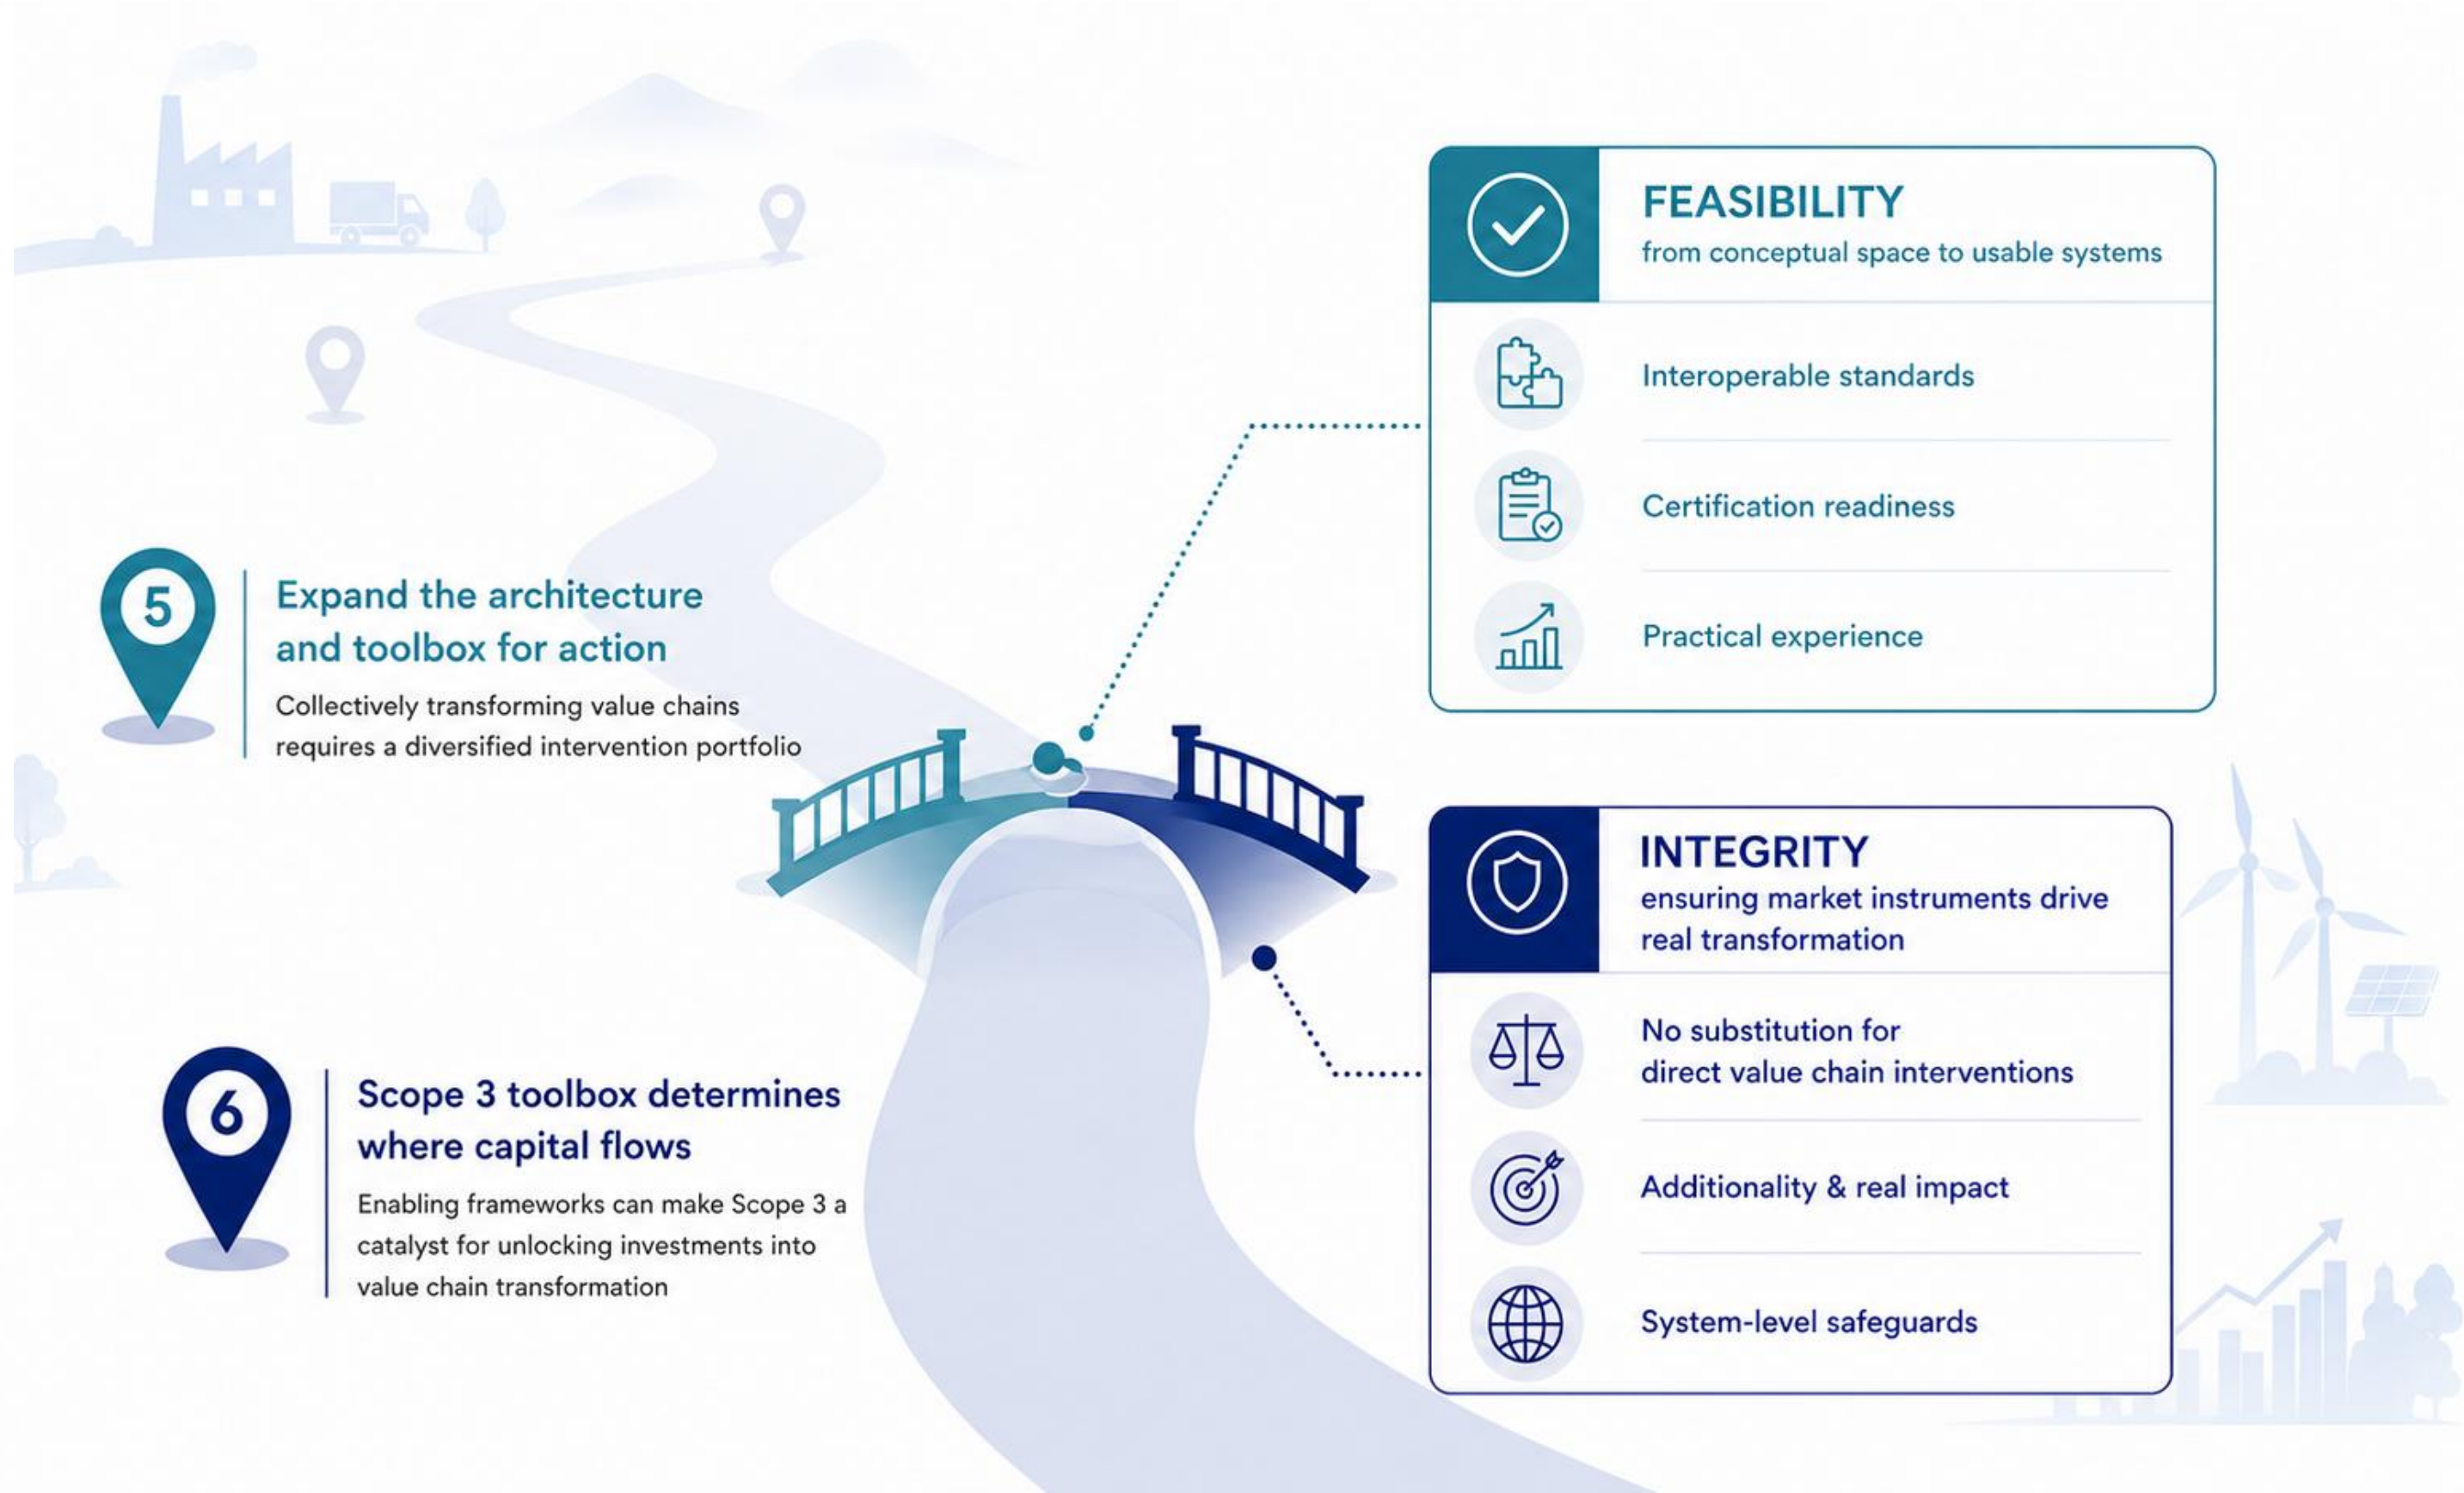 5
Expand the architecture
and toolbox for action
Collectively transforming value chains
requires a diversified intervention portfolio
6
Scope 3 toolbox determines
where capital flows
Enabling frameworks can make Scope 3 a
catalyst for unlocking investments into
value chain transformation
FEASIBILITY
from conceptual space to usable systems
Interoperable standards
Certification readiness
Practical experience
INTEGRITY
ensuring market instruments drive
real transformation
No substitution for
direct value chain interventions
Additionality & real impact
System-level safeguards